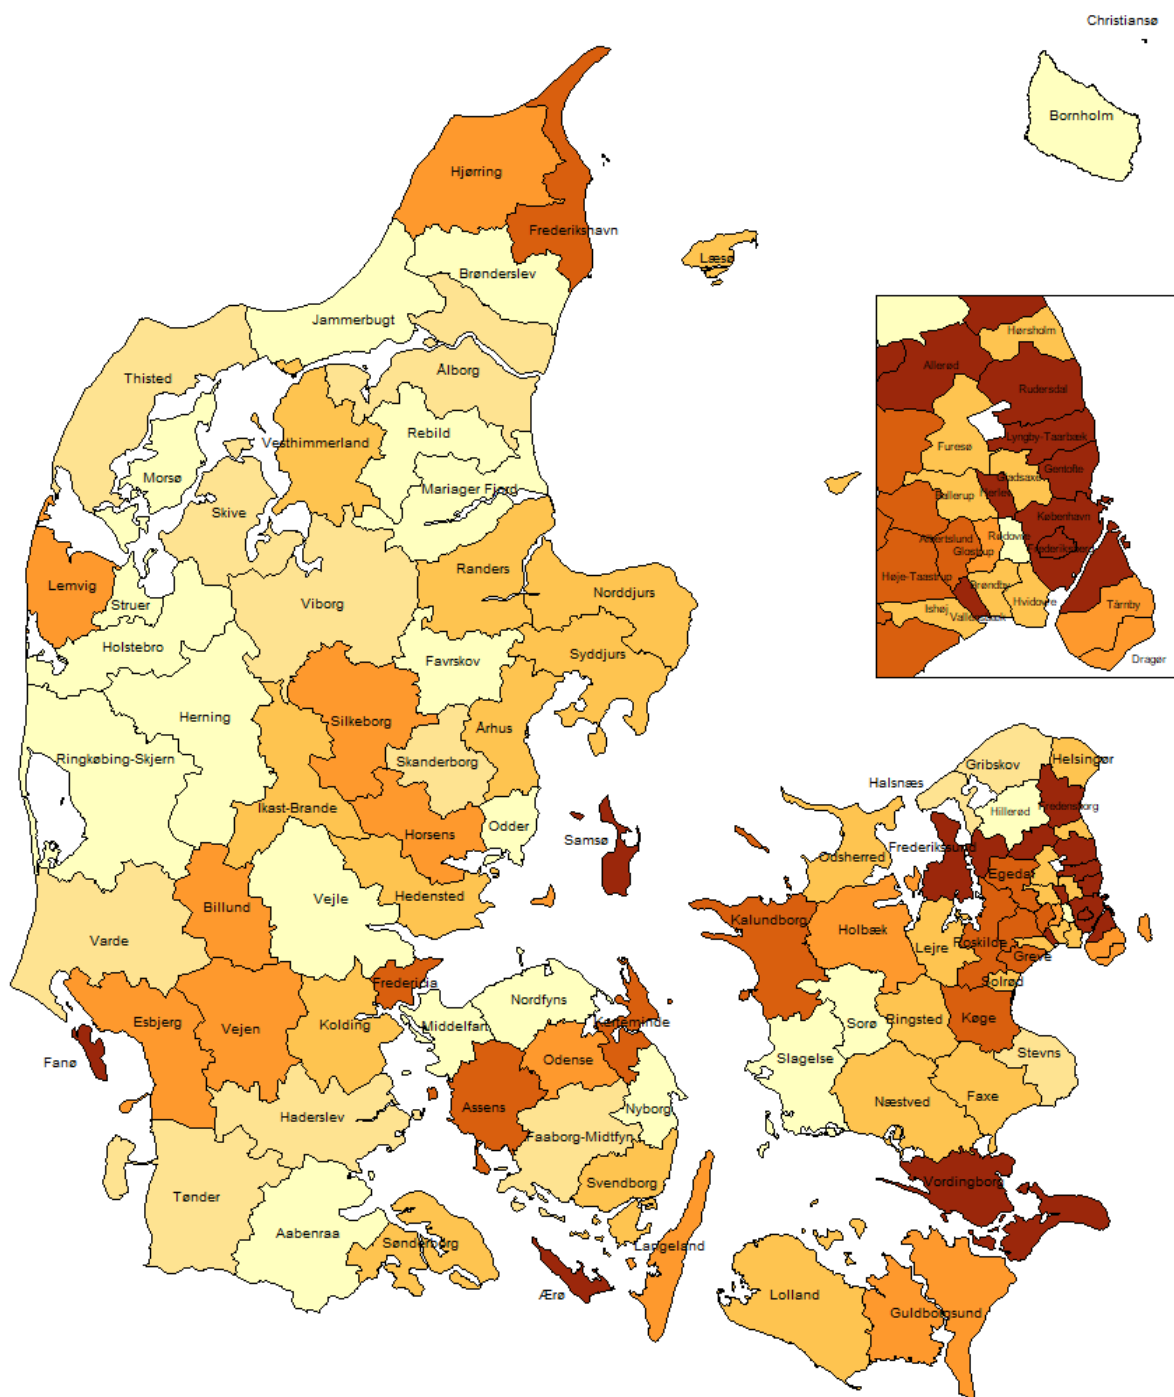 Christiansø
Bornholm
Hjørring
Frederikshavn
Læsø
Brønderslev
Jammerbugt
Ålborg
Thisted
Vesthimmerland
Rebild
Morsø
Mariager Fjord
Skive
Randers
Norddjurs
Lemvig
Struer
Viborg
Holstebro
Favrskov
Syddjurs
Herning
Silkeborg
Århus
Ringkøbing-Skjern
Skanderborg
Ikast-Brande
Horsens
Odder
Samsø
Vejle
Hedensted
Billund
Varde
Fredericia
Nordfyns
Esbjerg
Vejen
Kolding
Middelfart
Kerteminde
Odense
Fanø
Haderslev
Assens
Nyborg
Faaborg-Midtfyn
Tønder
Svendborg
Aabenraa
Sønderborg
Langeland
Ærø
Hørsholm
Allerød
Rudersdal
Furesø
Lyngby-Taarbæk
Gentofte
Gladsaxe
Ballerup
Herlev
København
Rødovre
Albertslund
Frederiksberg
Glostrup
Høje-Taastrup
Brøndby
Hvidovre
Ishøj
Vallensbæk
Tårnby
Dragør
Helsingør
Gribskov
Halsnæs
Hillerød
Fredensborg
Frederikssund
Odsherred
Egedal
Kalundborg
Holbæk
Lejre
Roskilde
Greve
Solrød
Sorø
Ringsted
Køge
Slagelse
Stevns
Næstved
Faxe
Vordingborg
Lolland
Guldborgsund